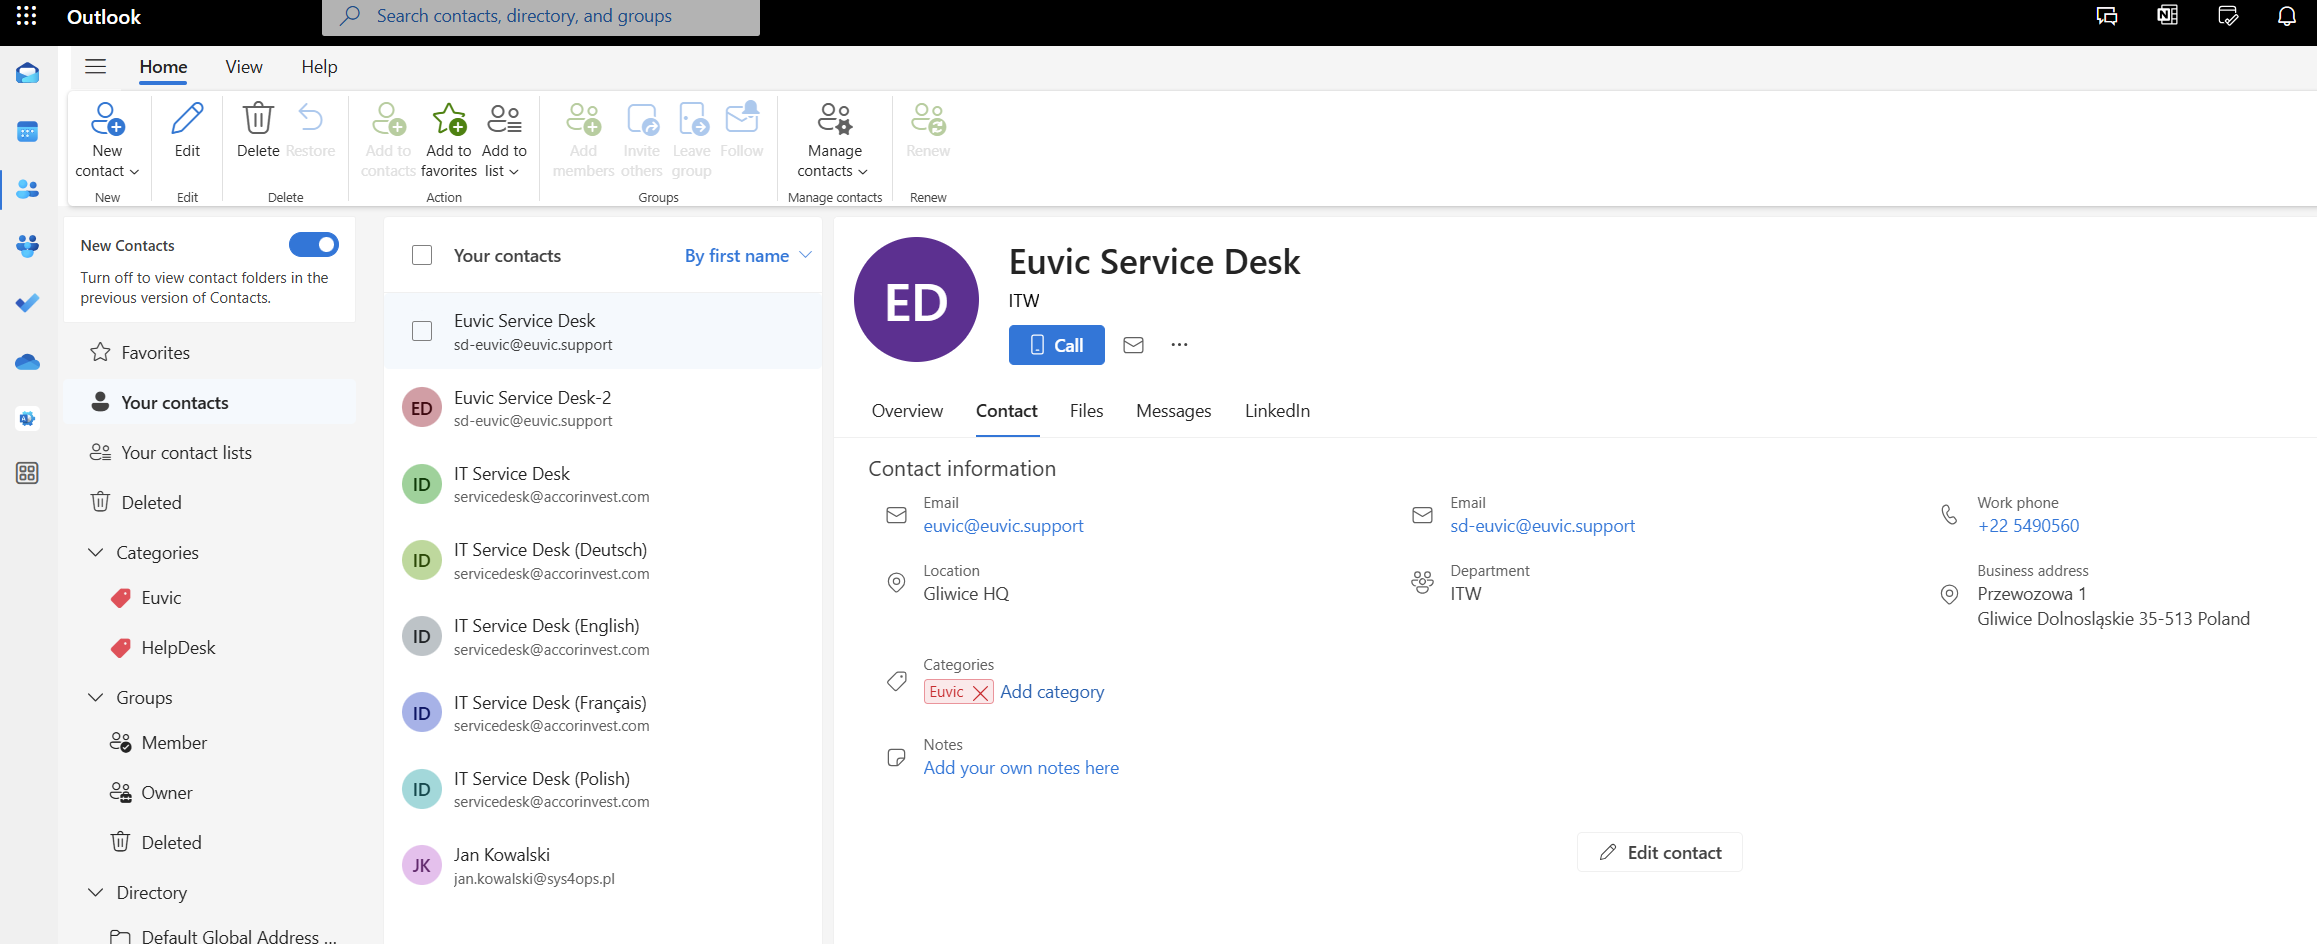 Outlook
Search contacts, directory, and groups
Home
View
Help
New contact
Edit
Delete
Restore
Add to contacts
Add to favorites
Add to list
Add members
Invite others
Leave group
Follow
Manage contacts
Renew
New
Edit
Delete
Action
Groups
Manage contacts
Renew
New Contacts
Turn off to view contact folders in the
previous version of Contacts.
Favorites
Your contacts
Your contact lists
Deleted
Categories
Euvic
HelpDesk
Groups
Member
Owner
Deleted
Directory
Default Global Address ...
Your contacts
By first name
Euvic Service Desk
sd-euvic@euvic.support
ED
Euvic Service Desk-2
sd-euvic@euvic.support
ID
IT Service Desk
servicedesk@accorinvest.com
ID
IT Service Desk (Deutsch)
servicedesk@accorinvest.com
ID
IT Service Desk (English)
servicedesk@accorinvest.com
ID
IT Service Desk (Français)
servicedesk@accorinvest.com
ID
IT Service Desk (Polish)
servicedesk@accorinvest.com
JK
Jan Kowalski
jan.kowalski@sys4ops.pl
ED
Euvic Service Desk
ITW
Call
Overview
Contact
Files
Messages
LinkedIn
Contact information
Email
euvic@euvic.support
Email
sd-euvic@euvic.support
Work phone
+22 5490560
Location
Gliwice HQ
Department
ITW
Business address
Przewozowa 1
Gliwice Dolnosląskie 35-513 Poland
Categories
Euvic
Add category
Notes
Add your own notes here
Edit contact